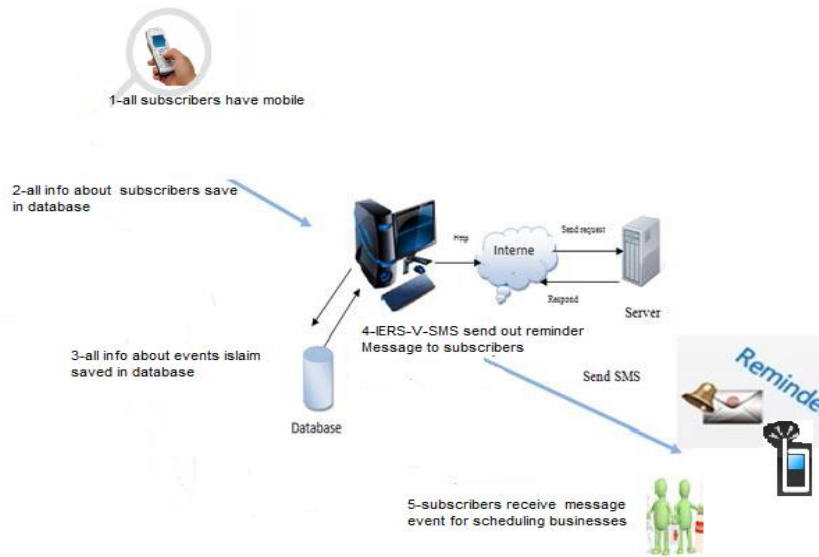 1-all subscribers have mobile
2-all info about  subscribers save
in database
Http
Interne
Send request
Respond
Server
4-IERS-V-SMS send out reminder
Message to subscribers
3-all info about events islaim
saved in database
Database
Send SMS
Reminde
5-subscribers receive  message
event for scheduling businesses